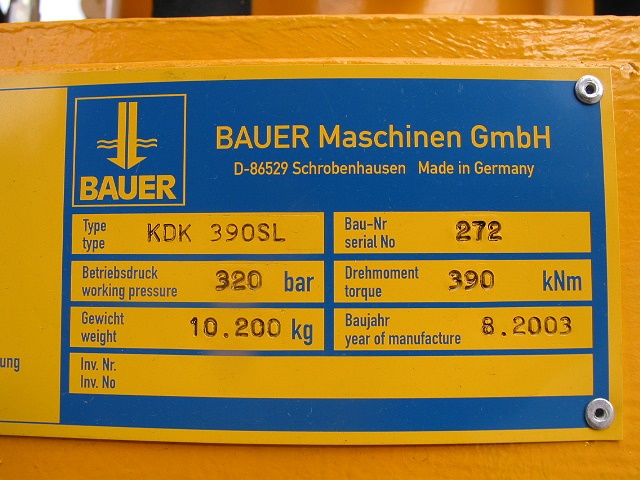 BAUER
BAUER Maschinen GmbH
D-86529 Schrobenhausen Made in Germany
Type
type
KDK 390SL
Bau-Nr
serial No
272
Betriebsdruck
working pressure
320 bar
Drehmoment
torque
390 kNm
Gewicht
weight
10.200 kg
Baujahr
year of manufacture
8.2003
ung
Inv. Nr.
Inv. No